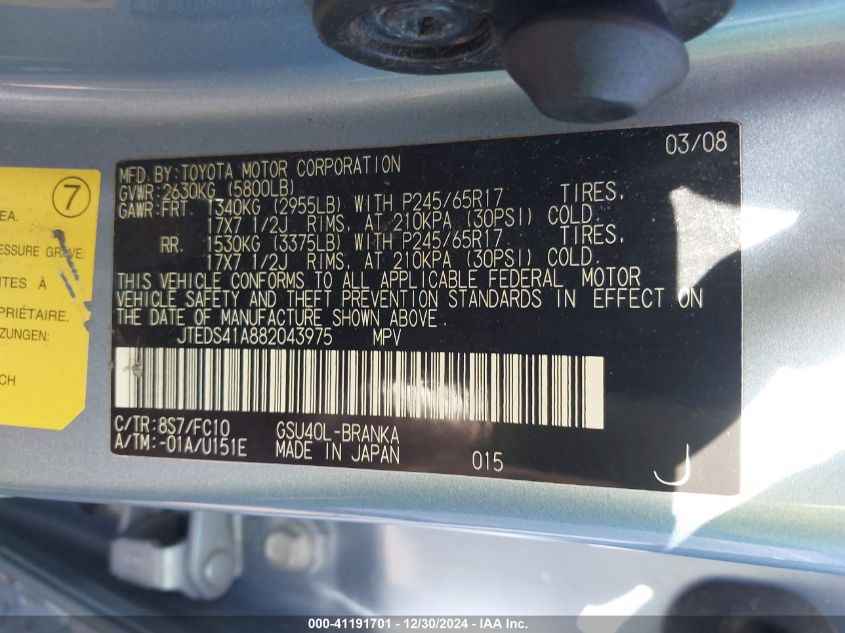 MFD. BY:TOYOTA MOTOR CORPORATION 03/08
GVWR:2630KG (5800LB)
GAWR:FRT. 1340KG (2955LB) WITH P245/65R17 TIRES,
17X7 1/2J RIMS, AT 210KPA (30PSI) COLD.
RR. 1530KG (3375LB) WITH P245/65R17 TIRES,
17X7 1/2J RIMS, AT 210KPA (30PSI) COLD.
THIS VEHICLE CONFORMS TO ALL APPLICABLE FEDERAL MOTOR
VEHICLE SAFETY AND THEFT PREVENTION STANDARDS IN EFFECT ON
THE DATE OF MANUFACTURE SHOWN ABOVE.
JTEDS41A882043975 MPV
C/TR:8S7/FC10 GSU40L-BRANKA
A/TM:-01A/U151E MADE IN JAPAN 015
J
7
EA.
ESSURE GRAVE:
NTES À
PRIÉTAIRE.
ZUNGEN:
CH
000-41191701 - 12/30/2024 - IAA Inc.